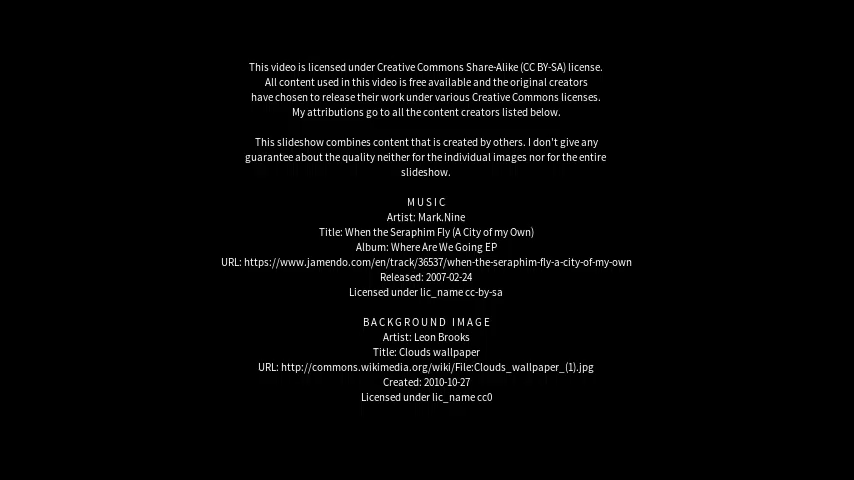 This video is licensed under Creative Commons Share-Alike (CC BY-SA) license.
All content used in this video is free available and the original creators
have chosen to release their work under various Creative Commons licenses.
My attributions go to all the content creators listed below.
This slideshow combines content that is created by others. I don't give any
guarantee about the quality neither for the individual images nor for the entire
slideshow.
MUSIC
Artist: Mark.Nine
Title: When the Seraphim Fly (A City of my Own)
Album: Where Are We Going EP
URL: https://www.jamendo.com/en/track/36537/when-the-seraphim-fly-a-city-of-my-own
Released: 2007-02-24
Licensed under lic_name cc-by-sa
BACKGROUND IMAGE
Artist: Leon Brooks
Title: Clouds wallpaper
URL: http://commons.wikimedia.org/wiki/File:Clouds_wallpaper_(1).jpg
Created: 2010-10-27
Licensed under lic_name cc0